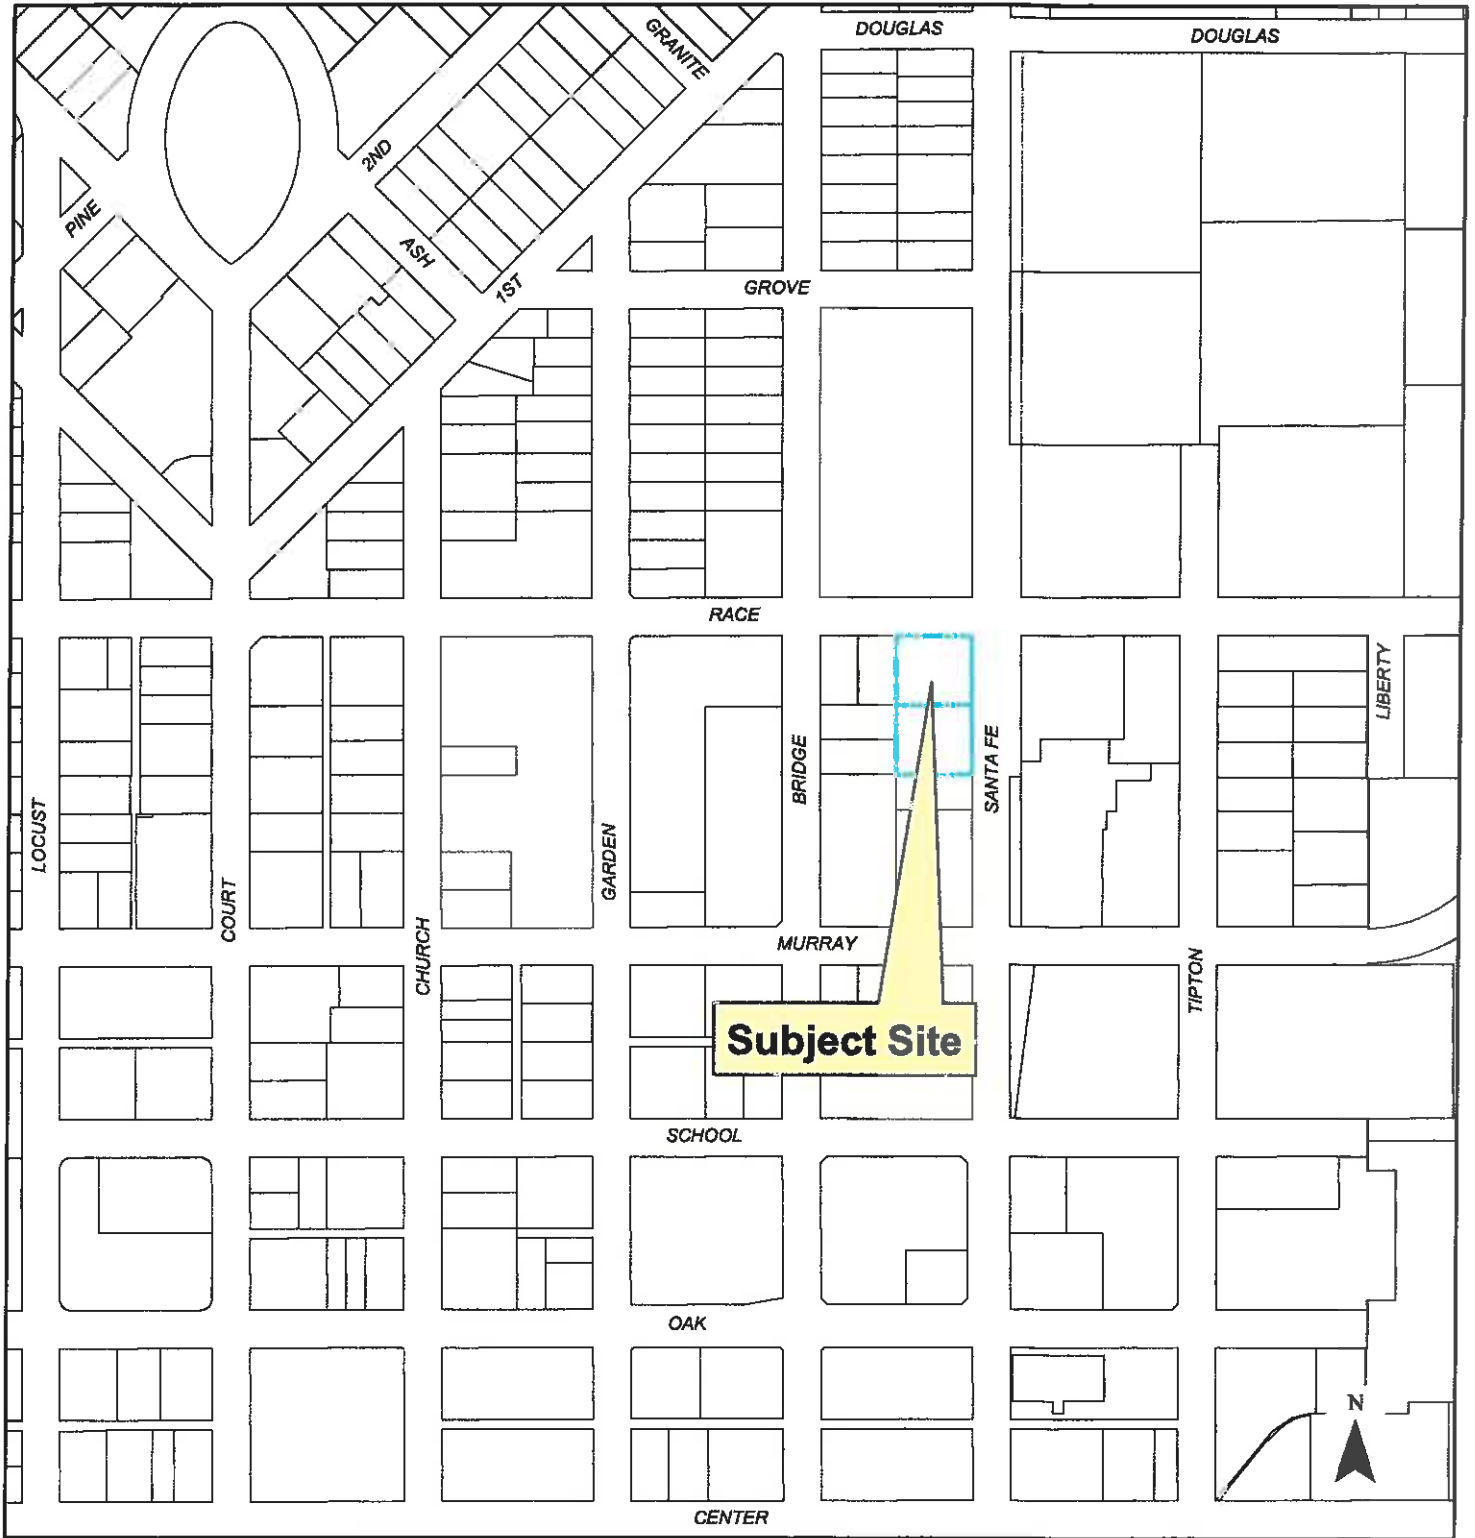 DOUGLAS
DOUGLAS
GRANITE
2ND
PINE
ASH
1ST
GROVE
RACE
LIBERTY
SANTA FE
BRIDGE
LOCUST
GARDEN
COURT
CHURCH
MURRAY
TIPTON
Subject Site
SCHOOL
OAK
N
CENTER